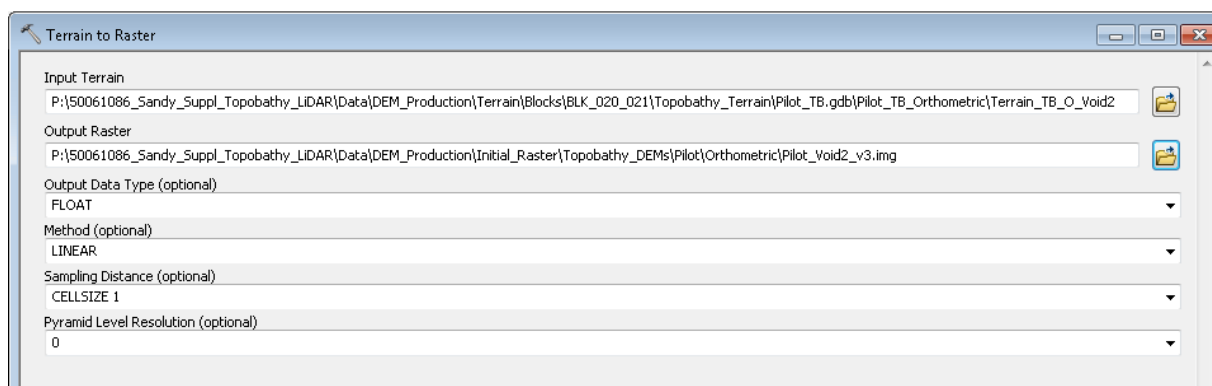 Terrain to Raster
Input Terrain
P:\50061086_Sandy_Suppl_Topobathy_LiDAR\Data\DEM_Production\Terrain\Blocks\BLK_020_021\Topobathy_Terrain\Pilot_TB.gdb\Pilot_TB_Orthometric\Terrain_TB_O_Void2
Output Raster
P:\50061086_Sandy_Suppl_Topobathy_LiDAR\Data\DEM_Production\Initial_Raster\Topobathy_DEMs\Pilot\Orthometric\Pilot_Void2_v3.img
Output Data Type (optional)
FLOAT
Method (optional)
LINEAR
Sampling Distance (optional)
CELLSIZE 1
Pyramid Level Resolution (optional)
0